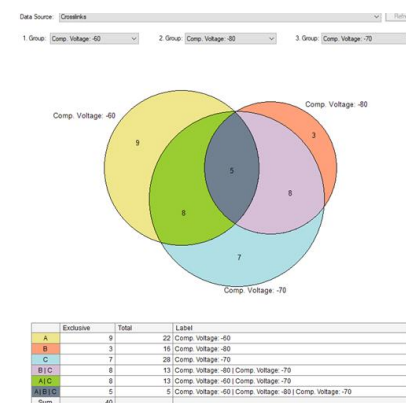 Data Source: Crosslinks
1. Group: Comp. Voltage: -60 2. Group: Comp. Voltage: -80 3. Group: Comp. Voltage: -70
Comp. Voltage: -80
Comp. Voltage: -60
3
9
5
8
8
7
Comp. Voltage: -70
Exclusive Total Label
A 9 22 Comp. Voltage: -60
B 3 16 Comp. Voltage: -80
C 7 28 Comp. Voltage: -70
B|C 8 13 Comp. Voltage: -80 | Comp. Voltage: -70
A|C 8 13 Comp. Voltage: -60 | Comp. Voltage: -70
A|B|C 5 5 Comp. Voltage: -60 | Comp. Voltage: -80 | Comp. Voltage: -70
Sum 40